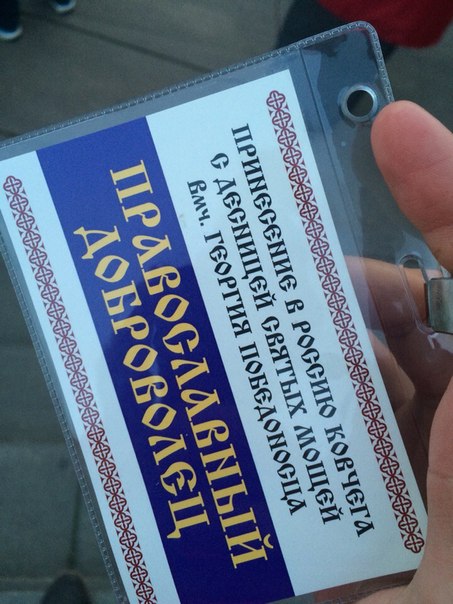 ПРИНЕСЕНИЕ В РОССИЮ КОВЧЕГА
С ДЕСНИЦЕЙ СВЯТЫХ МОЩЕЙ
вмч. ГЕОРГИЯ ПОБЕДОНОСЦА
ПРАВОСЛАВНЫЙ
ДОБРОВОЛЕЦ